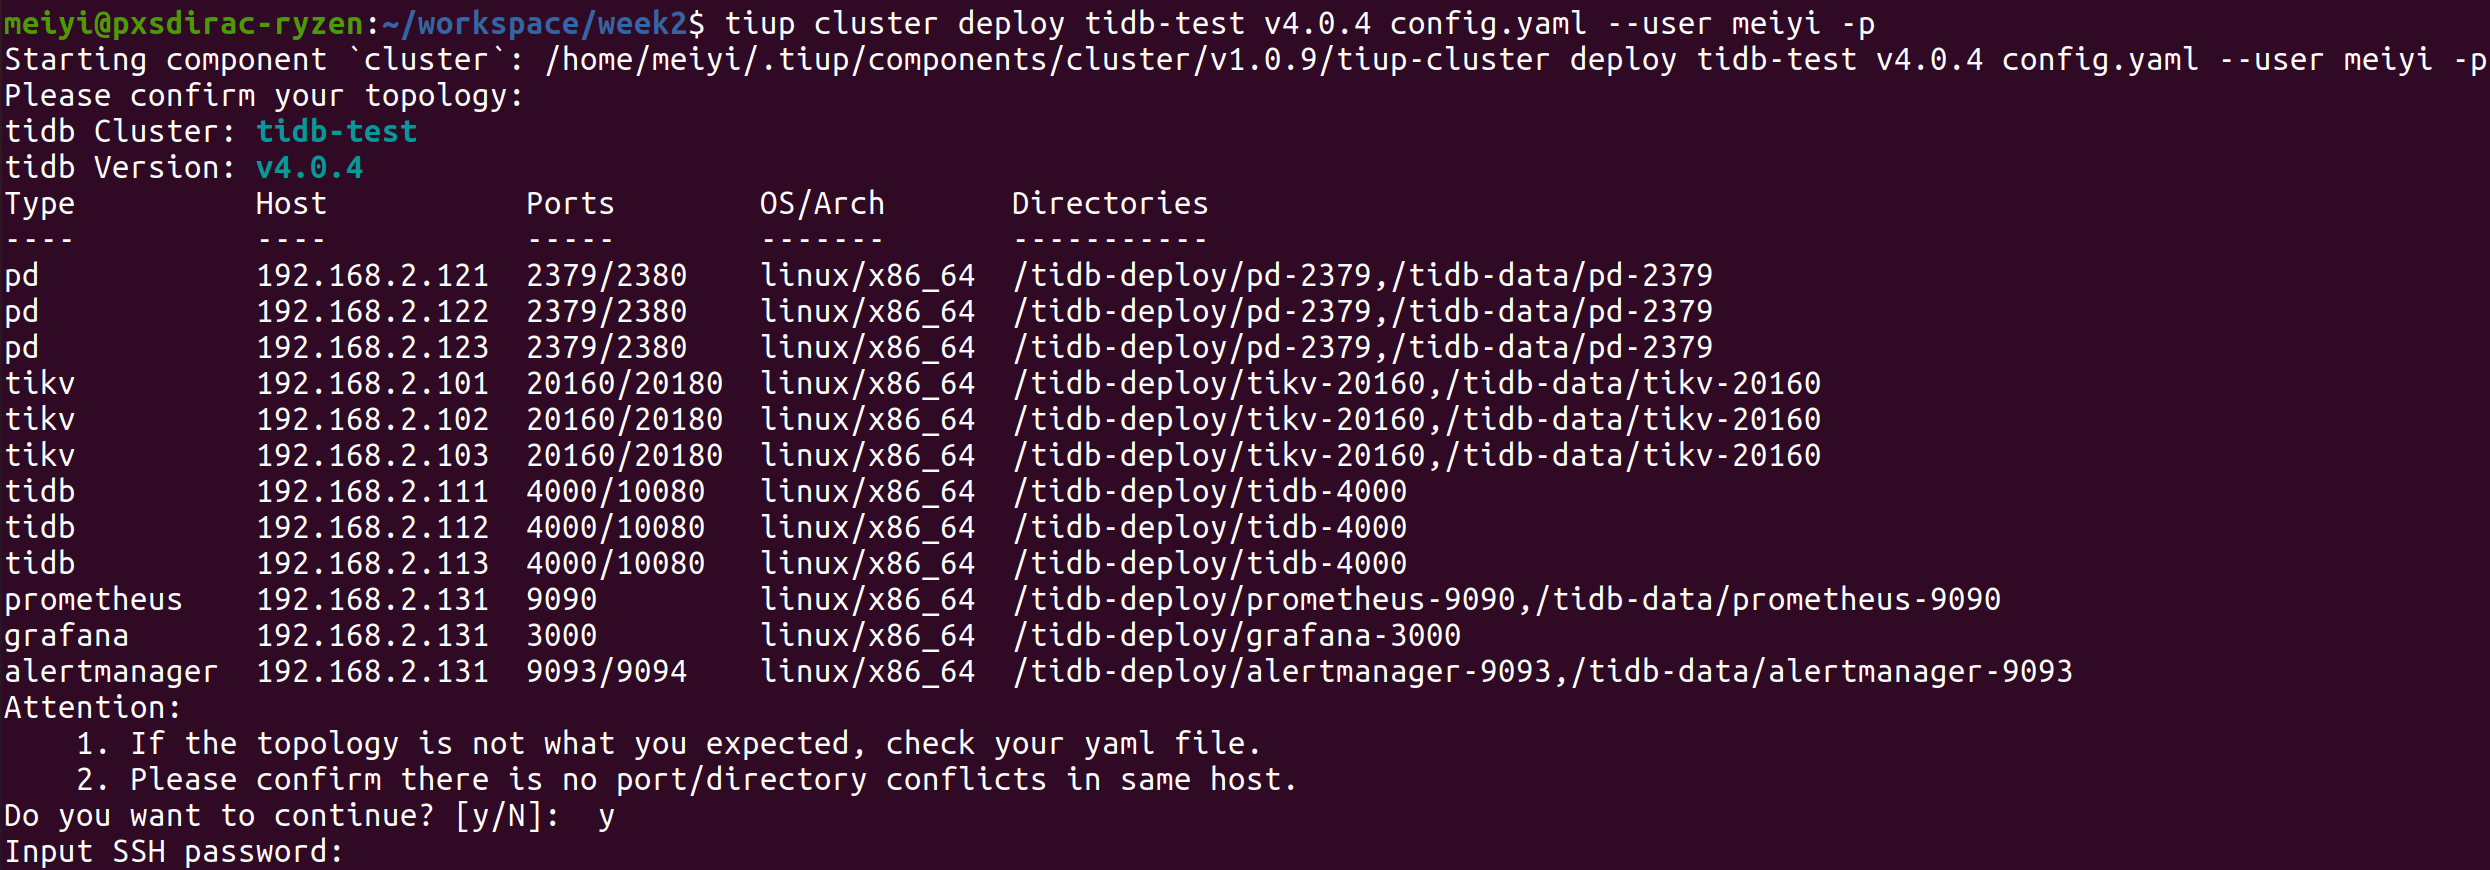 meiyi@pxsdirac-ryzen:~/workspace/week2$ tiup cluster deploy tidb-test v4.0.4 config.yaml --user meiyi -p
Starting component `cluster`: /home/meiyi/.tiup/components/cluster/v1.0.9/tiup-cluster deploy tidb-test v4.0.4 config.yaml --user meiyi -p
Please confirm your topology:
tidb Cluster: tidb-test
tidb Version: v4.0.4
Type          Host           Ports        OS/Arch       Directories
----          ----           -----        -------       -----------
pd            192.168.2.121  2379/2380    linux/x86_64  /tidb-deploy/pd-2379,/tidb-data/pd-2379
pd            192.168.2.122  2379/2380    linux/x86_64  /tidb-deploy/pd-2379,/tidb-data/pd-2379
pd            192.168.2.123  2379/2380    linux/x86_64  /tidb-deploy/pd-2379,/tidb-data/pd-2379
tikv          192.168.2.101  20160/20180  linux/x86_64  /tidb-deploy/tikv-20160,/tidb-data/tikv-20160
tikv          192.168.2.102  20160/20180  linux/x86_64  /tidb-deploy/tikv-20160,/tidb-data/tikv-20160
tikv          192.168.2.103  20160/20180  linux/x86_64  /tidb-deploy/tikv-20160,/tidb-data/tikv-20160
tidb          192.168.2.111  4000/10080   linux/x86_64  /tidb-deploy/tidb-4000
tidb          192.168.2.112  4000/10080   linux/x86_64  /tidb-deploy/tidb-4000
tidb          192.168.2.113  4000/10080   linux/x86_64  /tidb-deploy/tidb-4000
prometheus    192.168.2.131  9090         linux/x86_64  /tidb-deploy/prometheus-9090,/tidb-data/prometheus-9090
grafana       192.168.2.131  3000         linux/x86_64  /tidb-deploy/grafana-3000
alertmanager  192.168.2.131  9093/9094    linux/x86_64  /tidb-deploy/alertmanager-9093,/tidb-data/alertmanager-9093
Attention:
    1. If the topology is not what you expected, check your yaml file.
    2. Please confirm there is no port/directory conflicts in same host.
Do you want to continue? [y/N]:  y
Input SSH password: